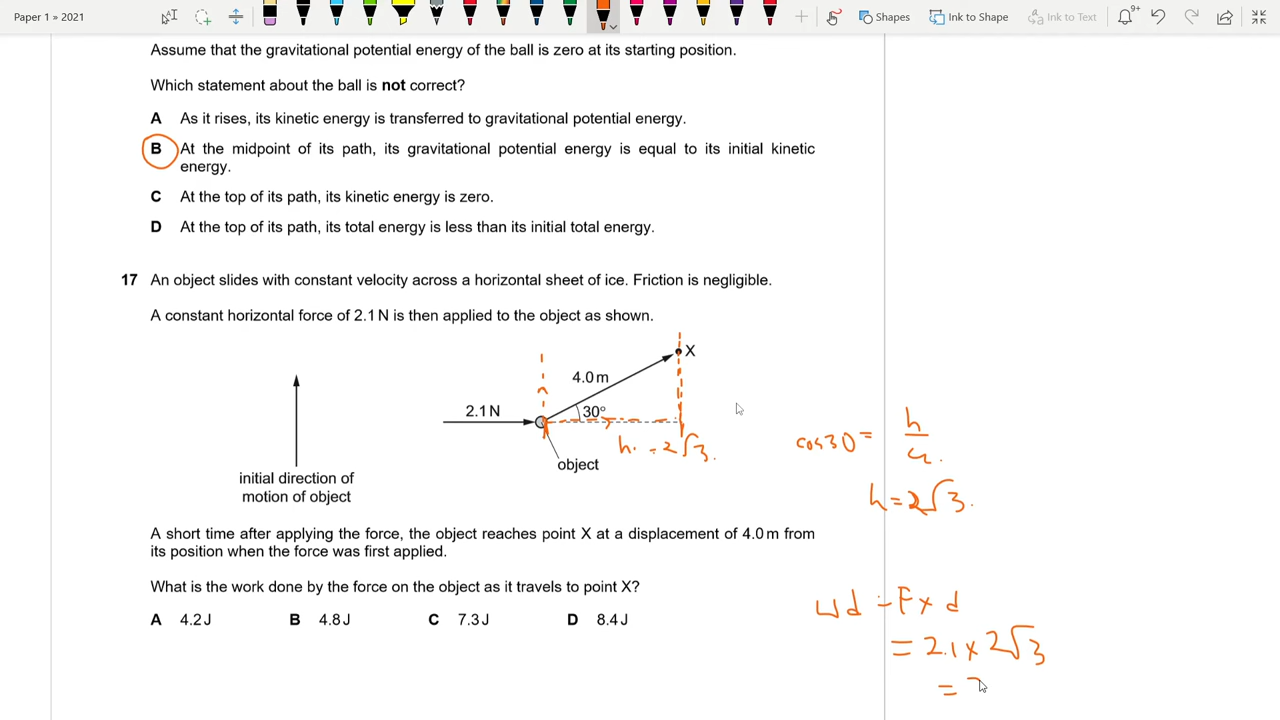 Paper 1 » 2021
Shapes
Ink to Shape
Ink to Text
9+
Assume that the gravitational potential energy of the ball is zero at its starting position.
Which statement about the ball is not correct?
A As it rises, its kinetic energy is transferred to gravitational potential energy.
B At the midpoint of its path, its gravitational potential energy is equal to its initial kinetic
energy.
C At the top of its path, its kinetic energy is zero.
D At the top of its path, its total energy is less than its initial total energy.
17 An object slides with constant velocity across a horizontal sheet of ice. Friction is negligible.
A constant horizontal force of 2.1 N is then applied to the object as shown.
X
4.0 m
2.1 N
30°
h. = 2√3.
object
initial direction of
motion of object
cos 30 = h/4.
h = 2√3.
A short time after applying the force, the object reaches point X at a displacement of 4.0 m from
its position when the force was first applied.
What is the work done by the force on the object as it travels to point X?
A 4.2 J B 4.8 J C 7.3 J D 8.4 J
Wd = F × d
= 2.1 × 2√3
=